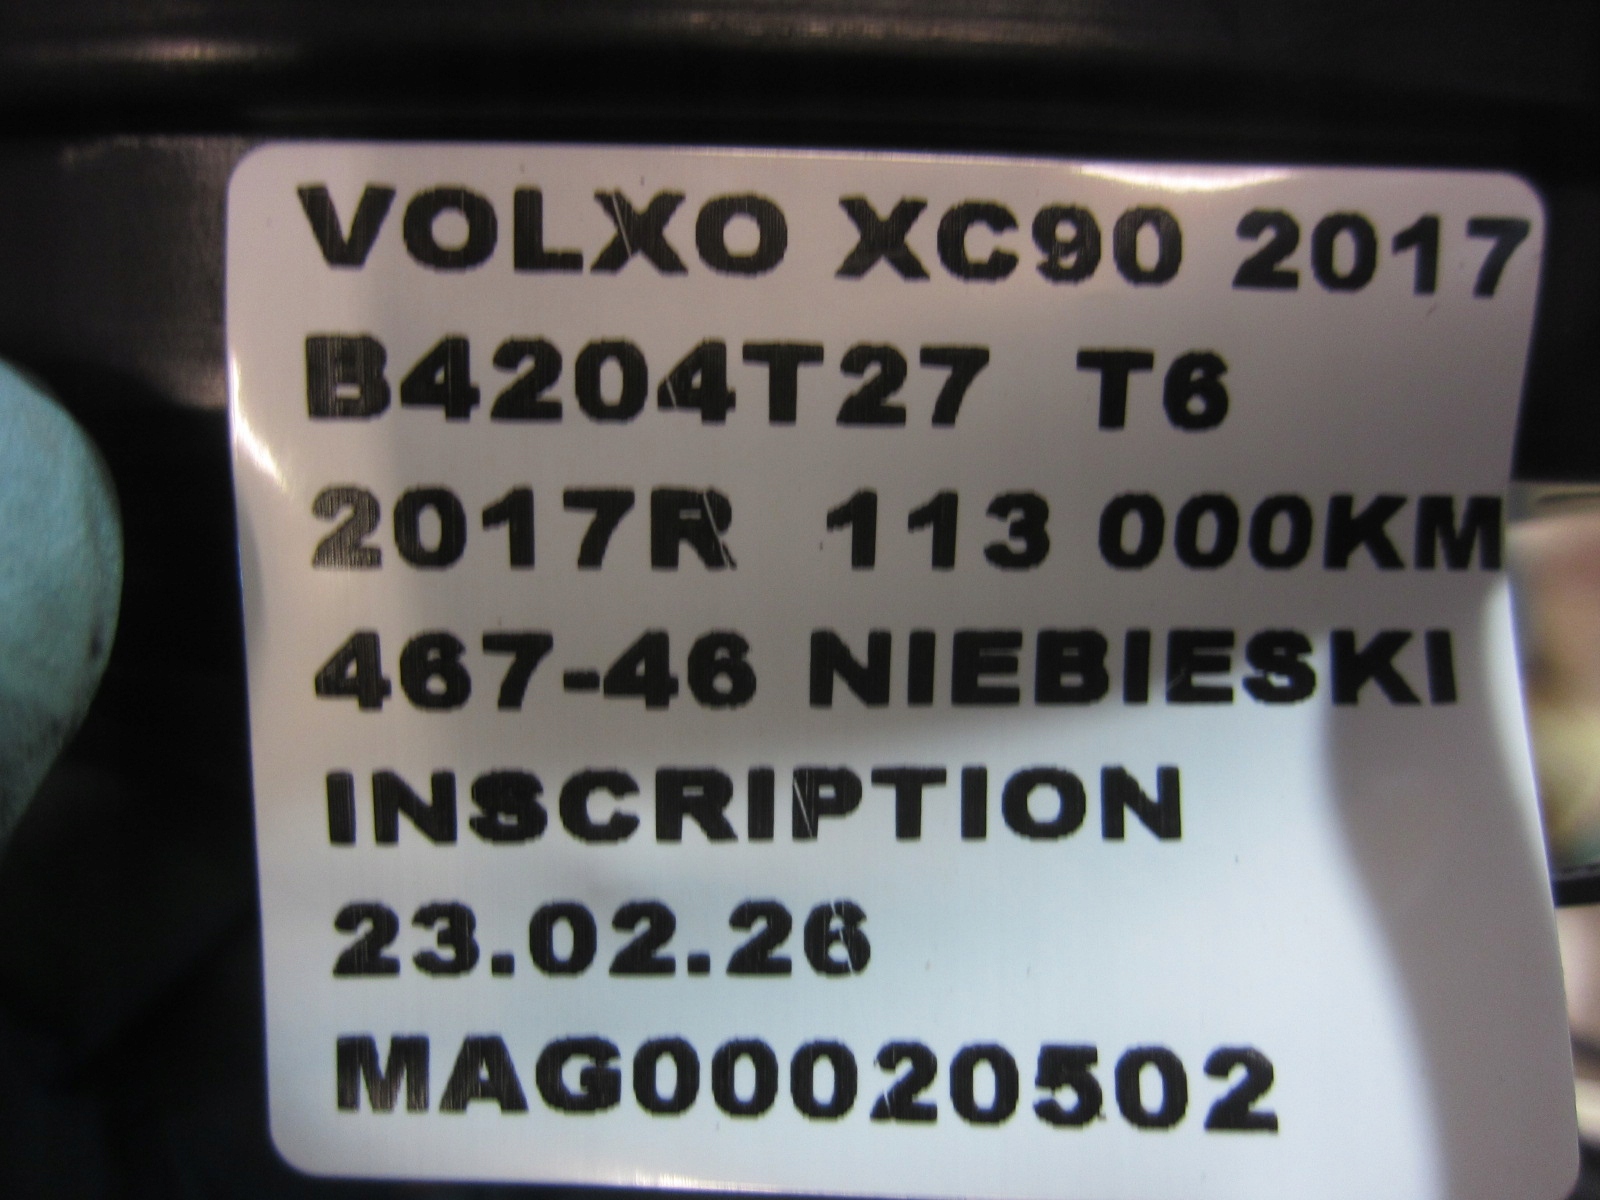 VOLXO XC90 2017
B4204T27 T6
2017R 113 000KM
467-46 NIEBIESKI
INSCRIPTION
23.02.26
MAG00020502